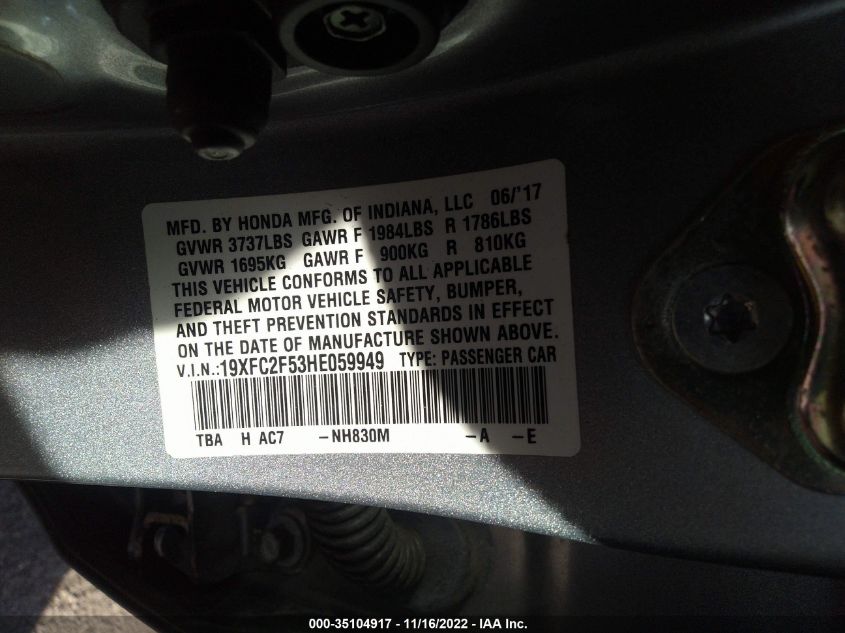 MFD. BY HONDA MFG. OF INDIANA, LLC 06/'17
GVWR 3737LBS GAWR F 1984LBS R 1786LBS
GVWR 1695KG GAWR F 900KG R 810KG
THIS VEHICLE CONFORMS TO ALL APPLICABLE
FEDERAL MOTOR VEHICLE SAFETY, BUMPER,
AND THEFT PREVENTION STANDARDS IN EFFECT
ON THE DATE OF MANUFACTURE SHOWN ABOVE.
V.I.N.:19XFC2F53HE059949 TYPE: PASSENGER CAR
TBA H AC7 -NH830M -A -E
000-35104917 - 11/16/2022 - IAA Inc.